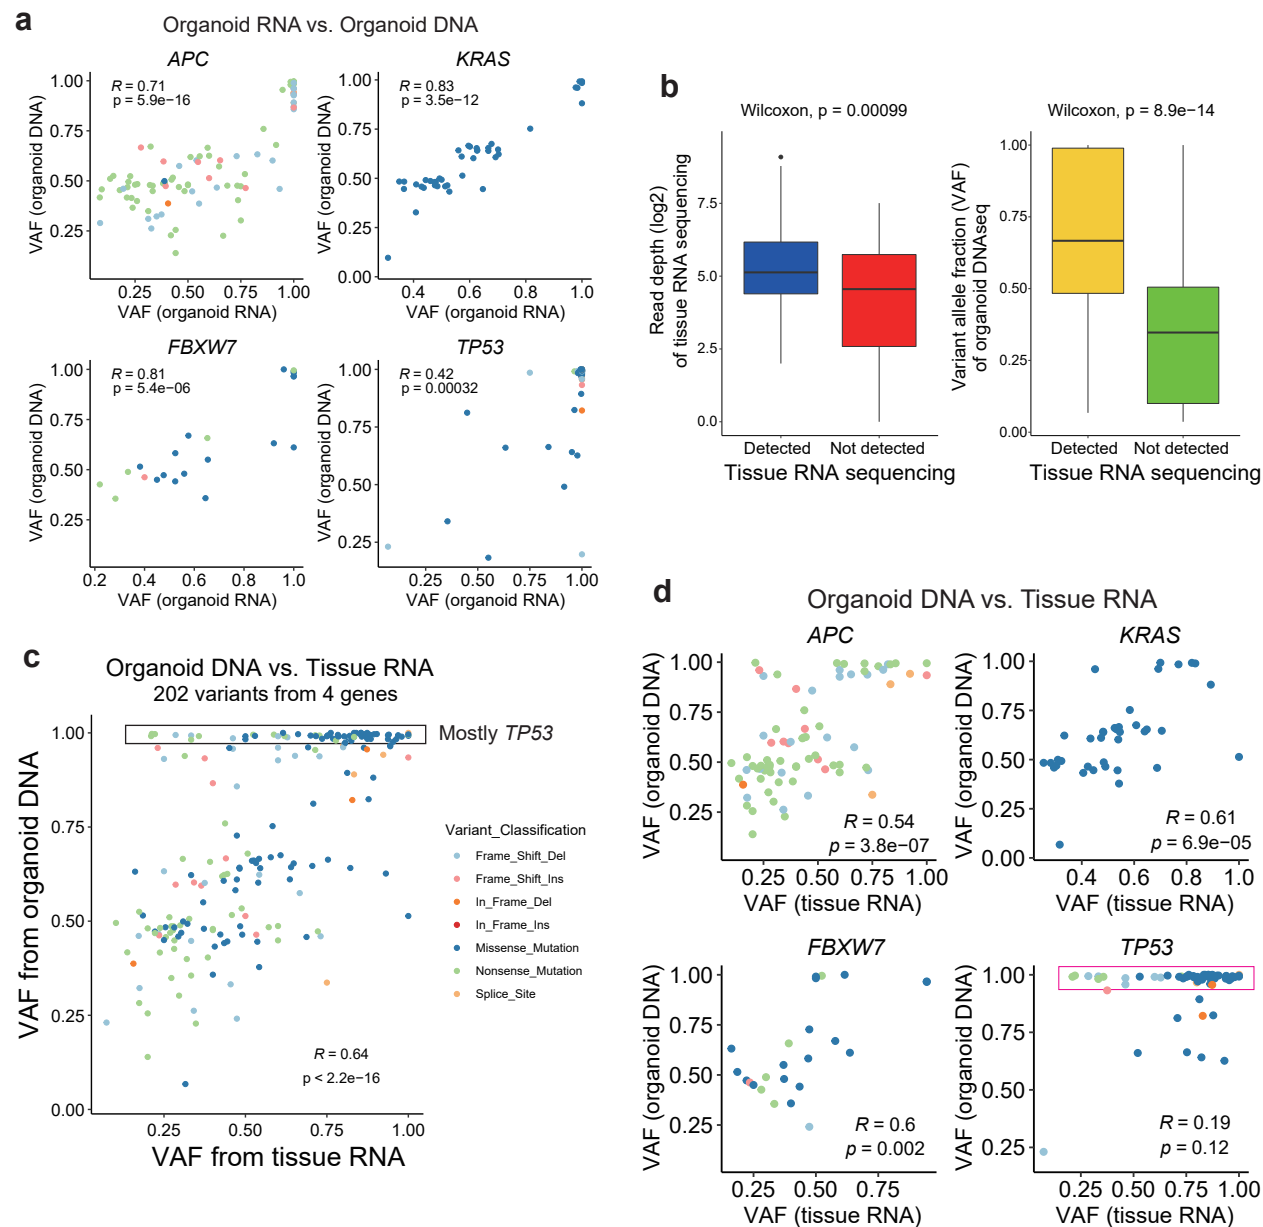 a
Organoid RNA vs. Organoid DNA
APC
VAF (organoid DNA)
1.00
0.75
0.50
0.25
R = 0.71
p = 5.9e−16
0.25 0.50 0.75 1.00
VAF (organoid RNA)
KRAS
VAF (organoid DNA)
1.00
0.75
0.50
0.25
0.00
R = 0.83
p = 3.5e−12
0.4 0.6 0.8 1.0
VAF (organoid RNA)
FBXW7
VAF (organoid DNA)
1.00
0.75
0.50
0.25
R = 0.81
p = 5.4e−06
0.2 0.4 0.6 0.8 1.0
VAF (organoid RNA)
TP53
VAF (organoid DNA)
1.00
0.75
0.50
0.25
R = 0.42
p = 0.00032
0.25 0.50 0.75 1.00
VAF (organoid RNA)
b
Wilcoxon, p = 0.00099
Read depth (log2)
of tissue RNA sequencing
7.5
5.0
2.5
0.0
Detected Not detected
Tissue RNA sequencing
Wilcoxon, p = 8.9e−14
Variant allele fraction (VAF)
of organoid DNAseq
1.00
0.75
0.50
0.25
0.00
Detected Not detected
Tissue RNA sequencing
c
Organoid DNA vs. Tissue RNA
202 variants from 4 genes
Mostly TP53
VAF from organoid DNA
1.00
0.75
0.50
0.25
0.00
R = 0.64
p < 2.2e−16
0.25 0.50 0.75 1.00
VAF from tissue RNA
Variant_Classification
Frame_Shift_Del
Frame_Shift_Ins
In_Frame_Del
In_Frame_Ins
Missense_Mutation
Nonsense_Mutation
Splice_Site
d
Organoid DNA vs. Tissue RNA
APC
VAF (organoid DNA)
1.00
0.75
0.50
0.25
R = 0.54
p = 3.8e−07
0.25 0.50 0.75 1.00
VAF (tissue RNA)
KRAS
VAF (organoid DNA)
1.00
0.75
0.50
0.25
0.00
R = 0.61
p = 6.9e−05
0.4 0.6 0.8 1.0
VAF (tissue RNA)
FBXW7
VAF (organoid DNA)
1.00
0.75
0.50
0.25
R = 0.6
p = 0.002
0.25 0.50 0.75
VAF (tissue RNA)
TP53
VAF (organoid DNA)
1.00
0.75
0.50
0.25
R = 0.19
p = 0.12
0.25 0.50 0.75 1.00
VAF (tissue RNA)